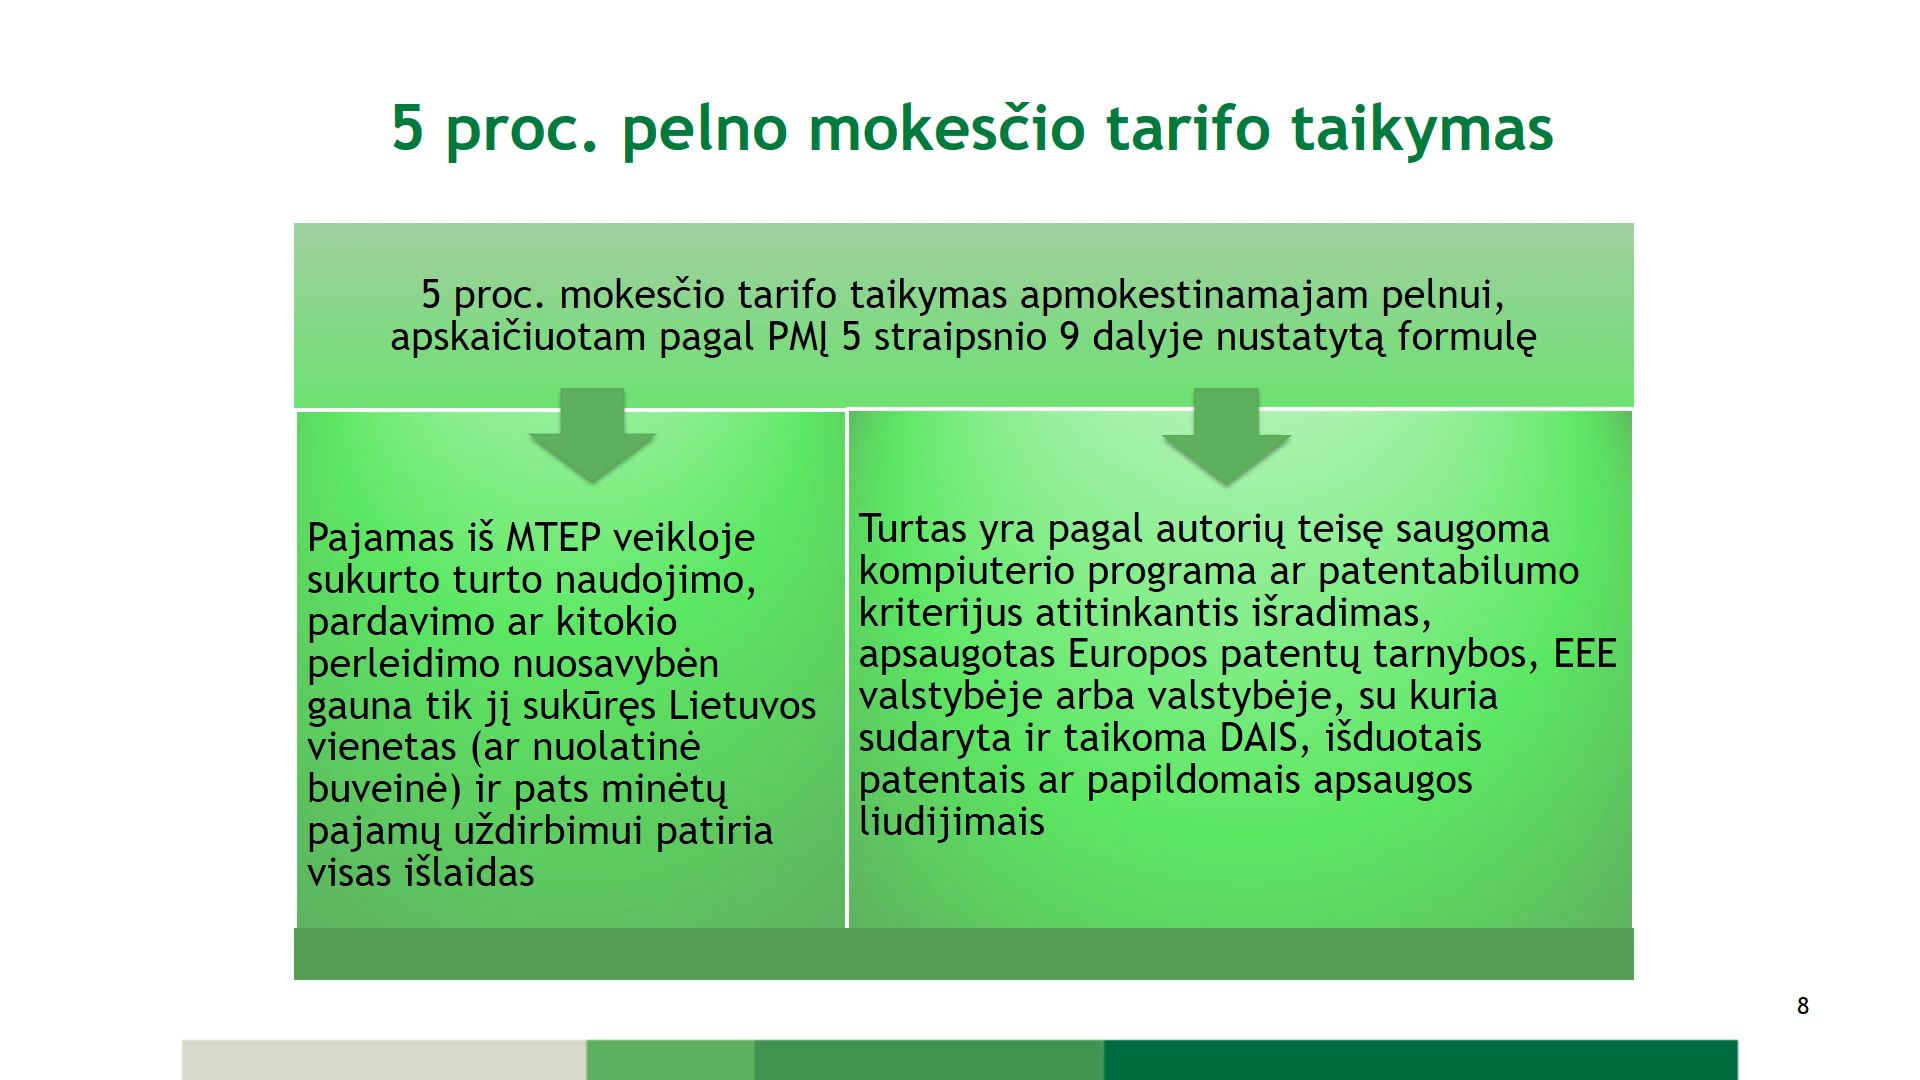 5 proc. pelno mokesčio tarifo taikymas
5 proc. mokesčio tarifo taikymas apmokestinamajam pelnui,
apskaičiuotam pagal PMĮ 5 straipsnio 9 dalyje nustatytą formulę
Pajamas iš MTEP veikloje
sukurto turto naudojimo,
pardavimo ar kitokio
perleidimo nuosavybėn
gauna tik jį sukūręs Lietuvos
vienetas (ar nuolatinė
buveinė) ir pats minėtų
pajamų uždirbimui patiria
visas išlaidas
Turtas yra pagal autorių teisę saugoma
kompiuterio programa ar patentabilumo
kriterijus atitinkantis išradimas,
apsaugotas Europos patentų tarnybos, EEE
valstybėje arba valstybėje, su kuria
sudaryta ir taikoma DAIS, išduotais
patentais ar papildomais apsaugos
liudijimais
8